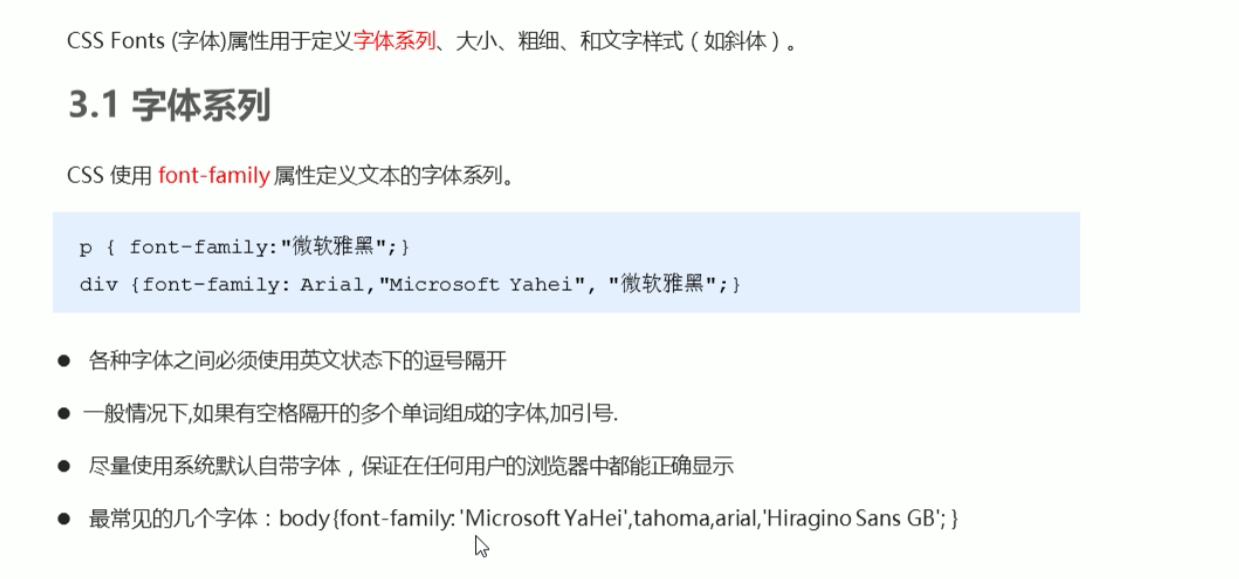 CSS Fonts (字体)属性用于定义字体系列、大小、粗细、和文字样式（如斜体）。
3.1 字体系列
CSS 使用 font-family 属性定义文本的字体系列。
p { font-family:"微软雅黑";}
div {font-family: Arial,"Microsoft Yahei", "微软雅黑";}
● 各种字体之间必须使用英文状态下的逗号隔开
● 一般情况下,如果有空格隔开的多个单词组成的字体,加引号.
● 尽量使用系统默认自带字体，保证在任何用户的浏览器中都能正确显示
● 最常见的几个字体：body{font-family: 'Microsoft YaHei',tahoma,arial,'Hiragino Sans GB'; }